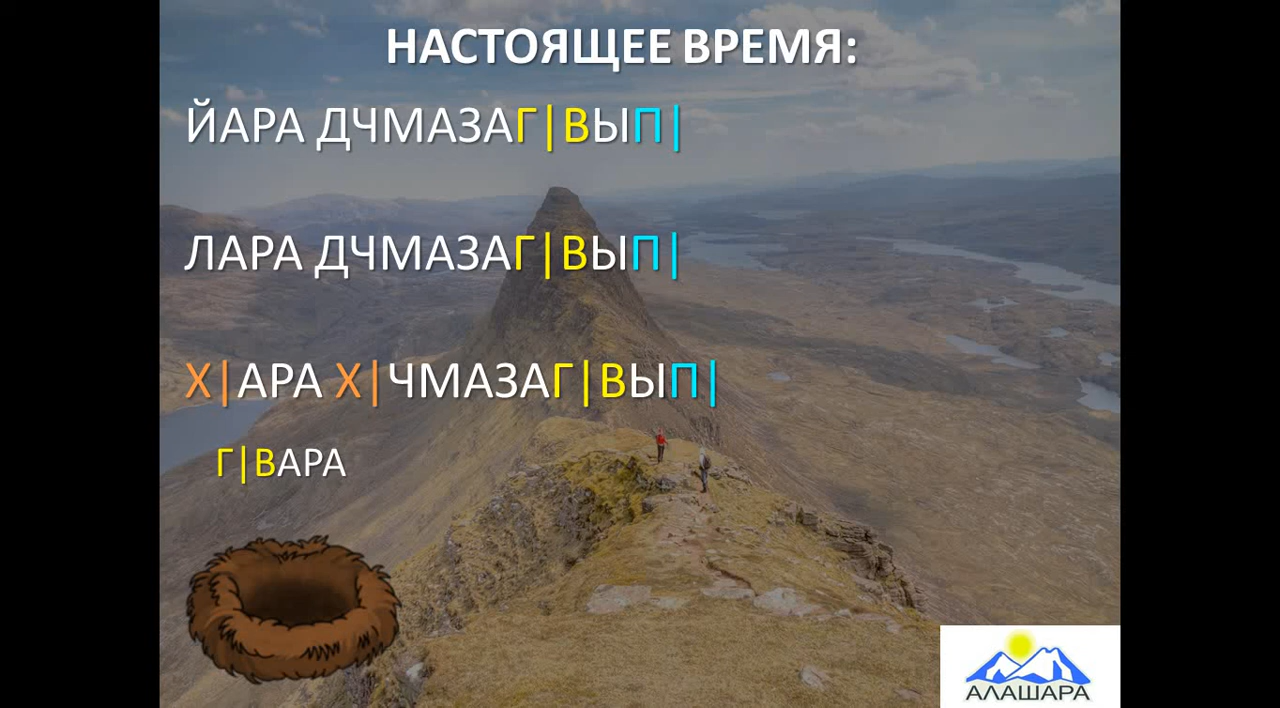 НАСТОЯЩЕЕ ВРЕМЯ:
ЙАРА ДЧМАЗАГ|ВЫП|
ЛАРА ДЧМАЗАГ|ВЫП|
Х|АРА Х|ЧМАЗАГ|ВЫП|
Г|ВАРА
АЛАШАРА